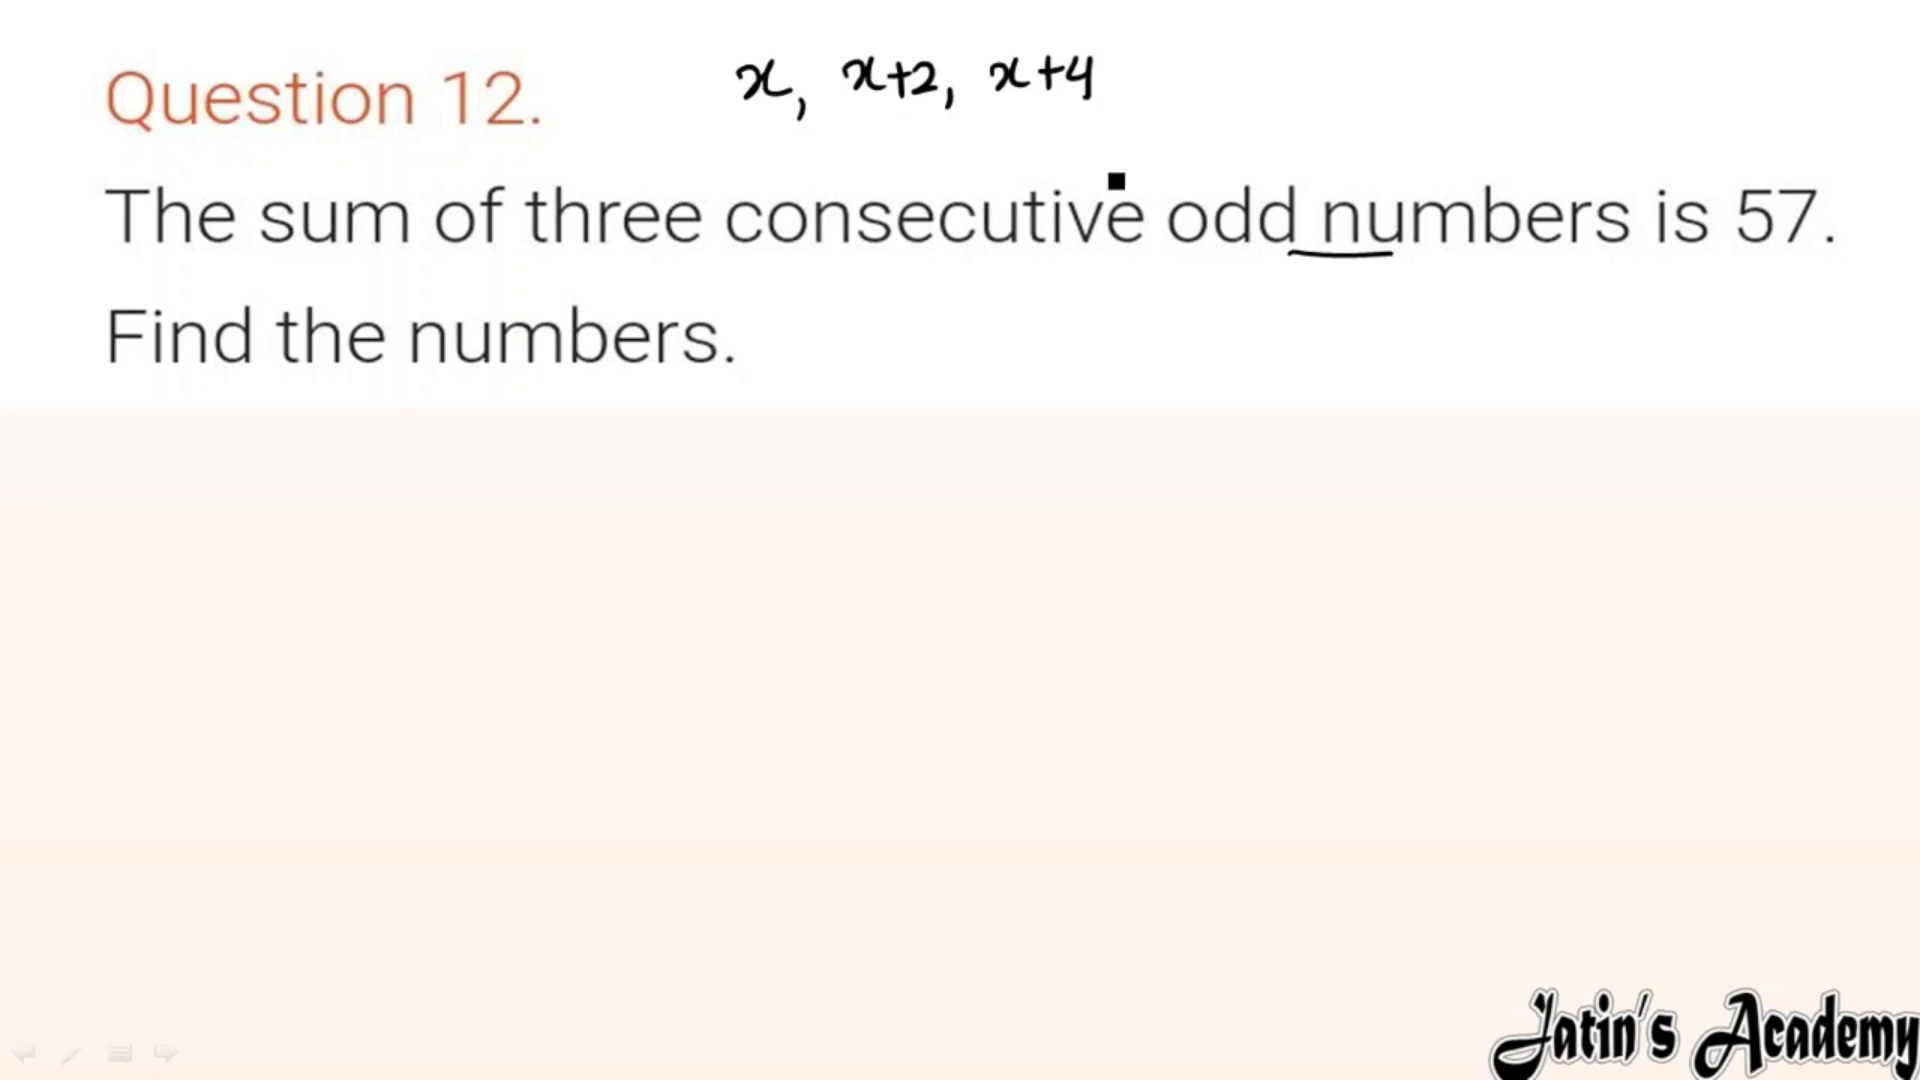 Question 12.
x, x+2, x+4
The sum of three consecutive odd numbers is 57.
Find the numbers.
Jatin's Academy